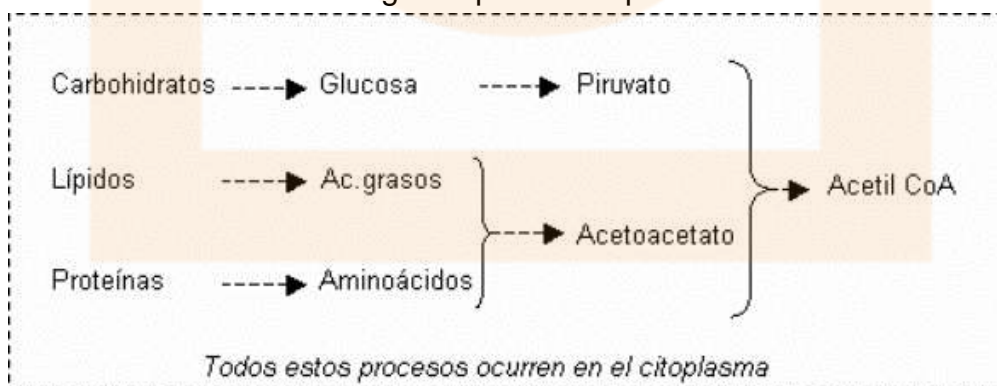 Carbohidratos Glucosa Piruvato
Lípidos Ac.grasos Acetil CoA
Acetoacetato
Proteínas Aminoácidos
Todos estos procesos ocurren en el citoplasma